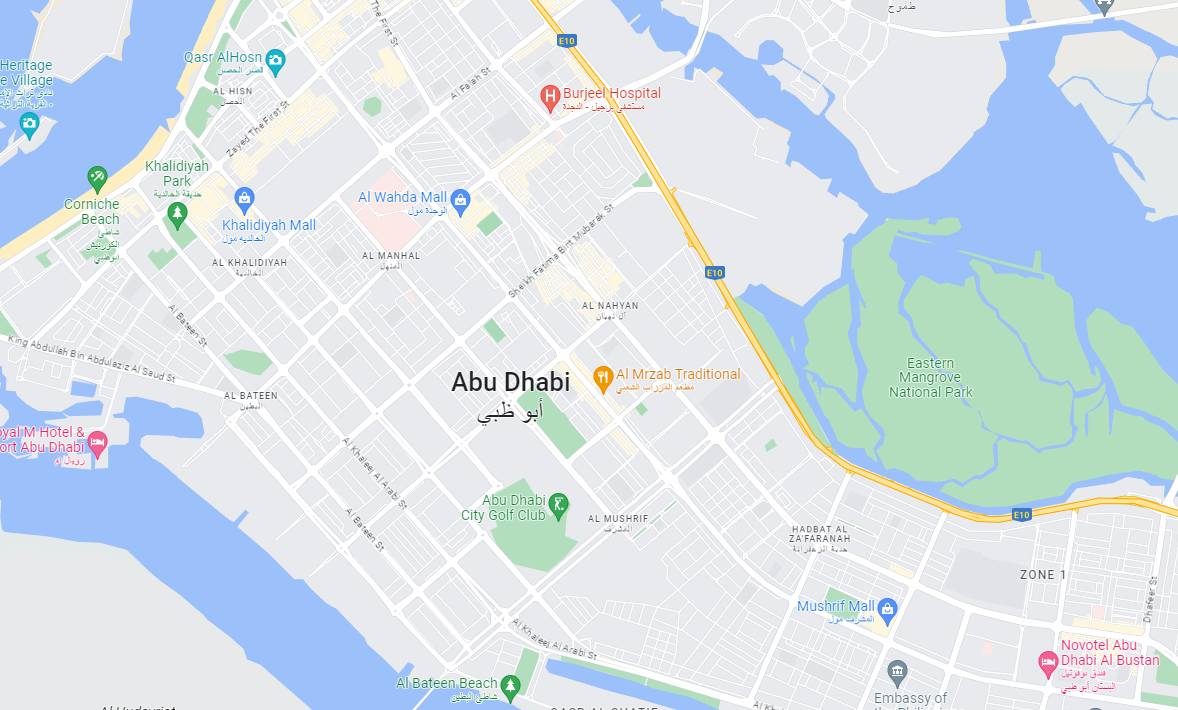 طموح
The First St
E10
Qasr AlHosn
قصر الحصن
Heritage
e Village
AL HISN
الحصن
Al Falah St
Burjeel Hospital
مستشفى برجيل - النجدة
Zayed The First St
Khalidiyah
Park
حديقة الخالدية
Corniche
Beach
شاطئ
الكورنيش
أبوظبي
Khalidiyah Mall
الخالديه مول
Al Wahda Mall
الوحدة مول
AL MANHAL
المنهل
AL KHALIDIYAH
الخالدية
Sheikh Fatima Bint Mubarak St
E10
AL NAHYAN
آل نهيان
Al Bateen St
King Abdullah Bin Abdulaziz Al Saud St
Eastern
Mangrove
National Park
Abu Dhabi
أبو ظبي
Al Mrzab Traditional
مطعم المرزاب الشعبي
AL BATEEN
البطين
oyal M Hotel &
ort Abu Dhabi
Al Khaleej Al Arabi St
Al Bateen St
Abu Dhabi
City Golf Club
AL MUSHRIF
المشرف
E10
HADBAT AL
ZA'FARANAH
حدبة الزعفرانة
ZONE 1
Dhafeer St
Mushrif Mall
المشرف مول
Al Khaleej Al Arabi St
Novotel Abu
Dhabi Al Bustan
فندق نوفوتيل
البستان أبو ظبي
Al Bateen Beach
شاطئ البطين
Embassy of